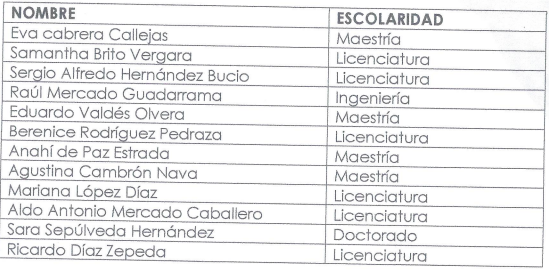 NOMBRE ESCOLARIDAD
Eva cabrera Callejas Maestría
Samantha Brito Vergara Licenciatura
Sergio Alfredo Hernández Bucio Licenciatura
Raúl Mercado Guadarrama Ingeniería
Eduardo Valdés Olvera Maestría
Berenice Rodríguez Pedraza Licenciatura
Anahí de Paz Estrada Maestría
Agustina Cambrón Nava Maestría
Mariana López Díaz Licenciatura
Aldo Antonio Mercado Caballero Licenciatura
Sara Sepúlveda Hernández Doctorado
Ricardo Díaz Zepeda Licenciatura